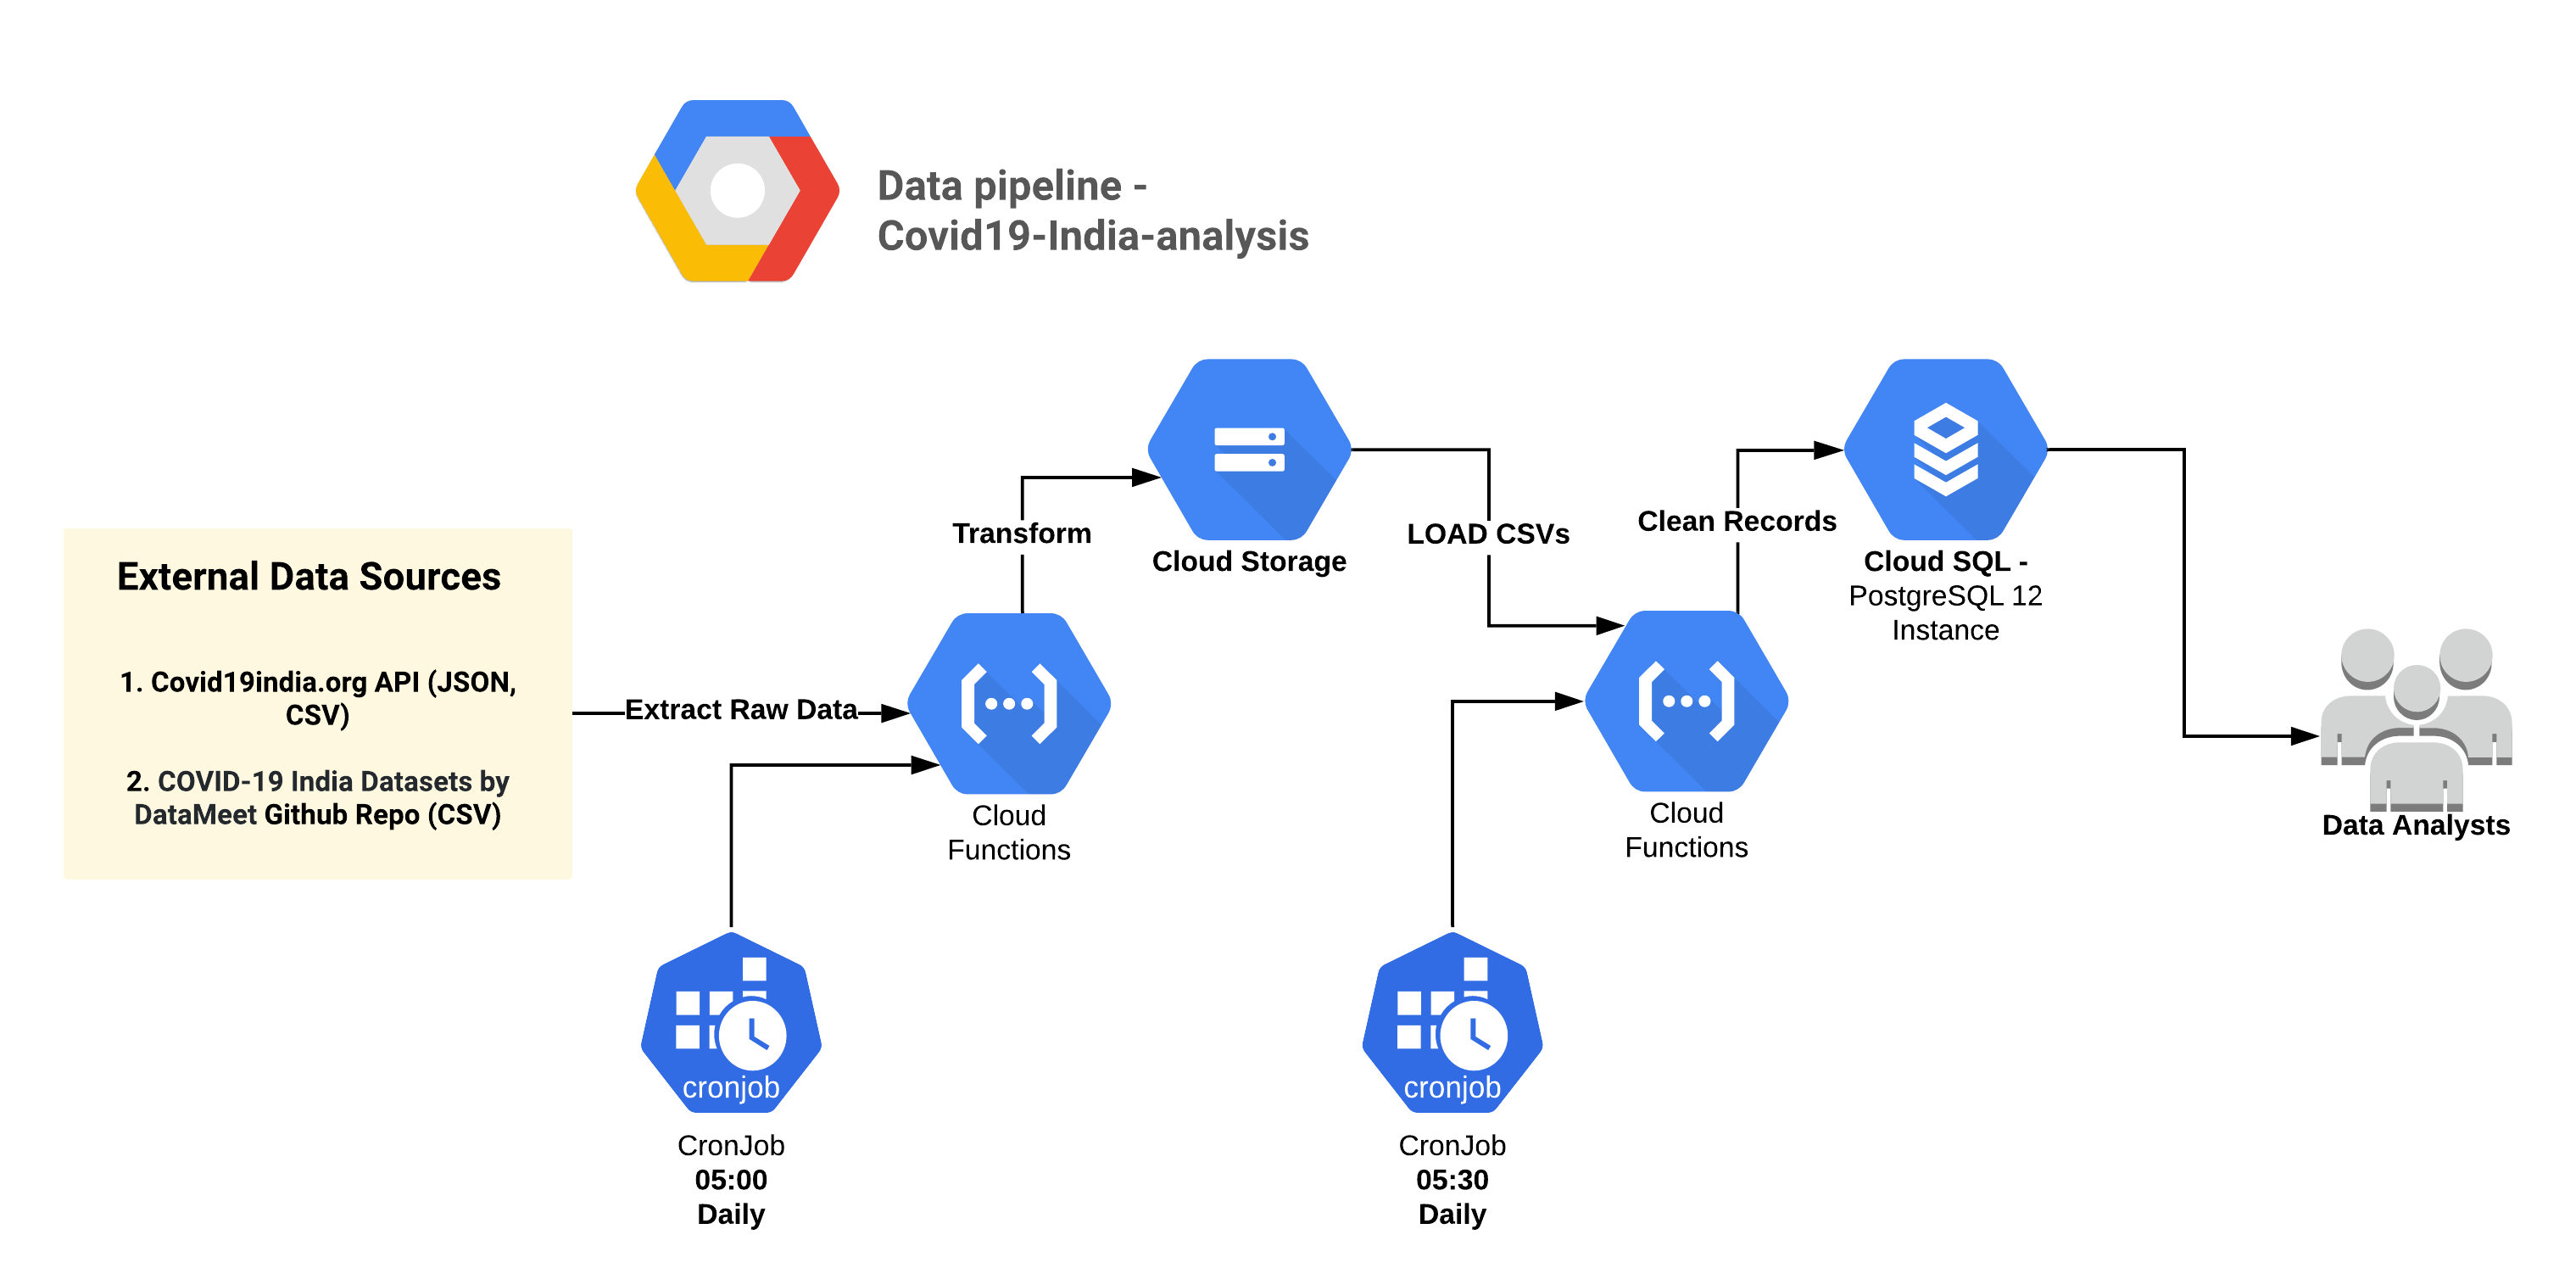 Data pipeline -
Covid19-India-analysis
External Data Sources
1. Covid19india.org API (JSON,
CSV)
2. COVID-19 India Datasets by
DataMeet Github Repo (CSV)
Extract Raw Data
Cloud
Functions
Transform
Cloud Storage
LOAD CSVs
Cloud
Functions
Clean Records
Cloud SQL -
PostgreSQL 12
Instance
Data Analysts
cronjob
CronJob
05:00
Daily
cronjob
CronJob
05:30
Daily